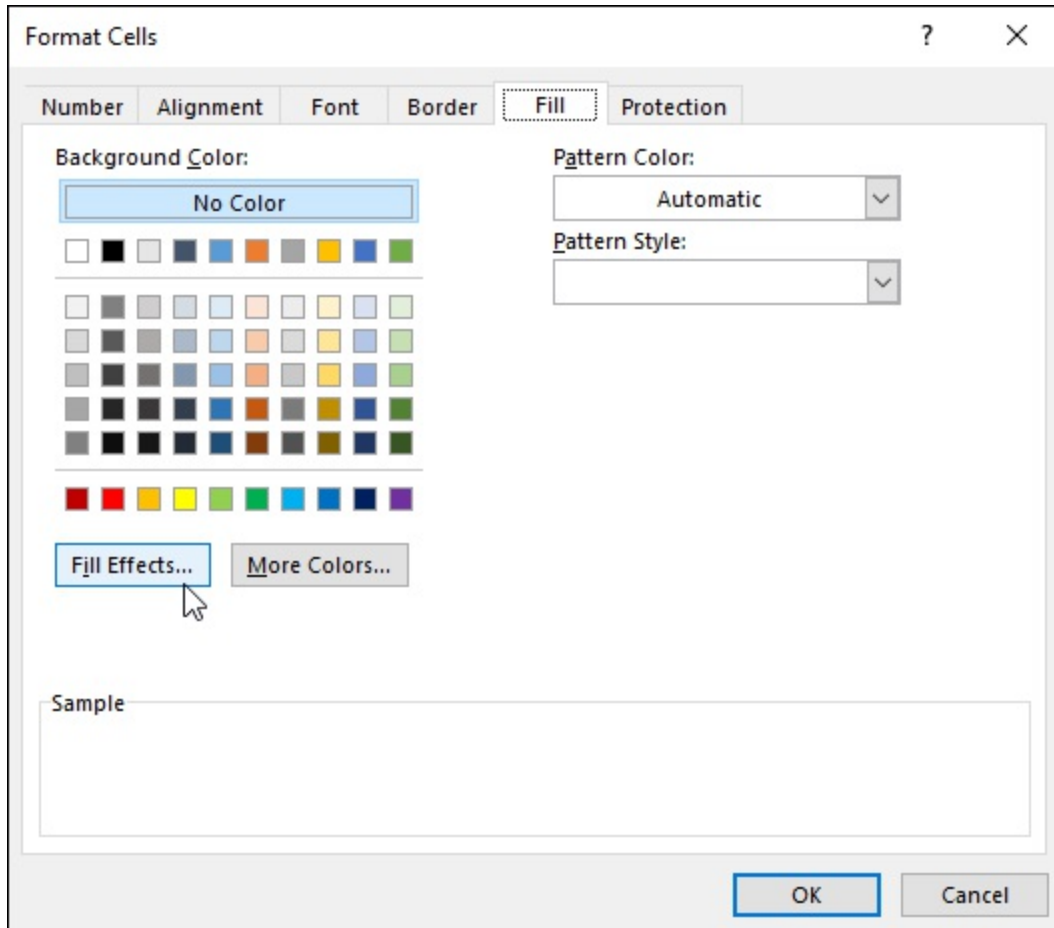 Format Cells ?
Number Alignment Font Border Fill Protection
Background Color:
No Color
Pattern Color:
Automatic
Pattern Style:
Fill Effects... More Colors...
Sample
OK Cancel